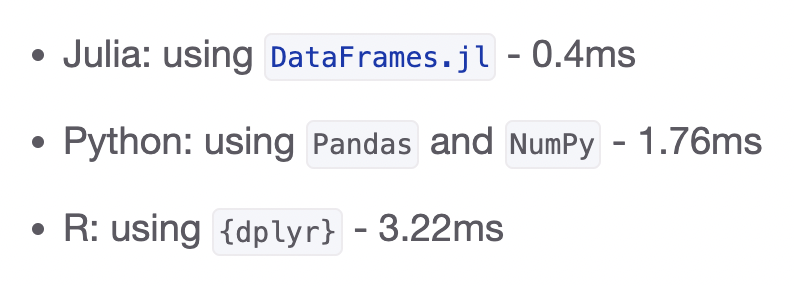 • Julia: using DataFrames.jl - 0.4ms
• Python: using Pandas and NumPy - 1.76ms
• R: using {dplyr} - 3.22ms